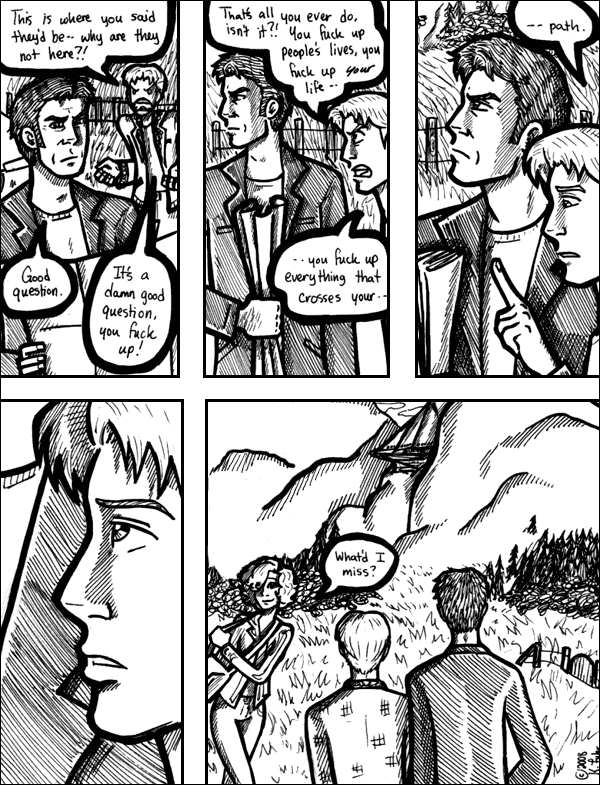 This is where you said
they'd be-- why are they
not here?!
Good
question.
It's a
damn good
question,
you fuck
up!
That's all you ever do,
isn't it?! You fuck up
people's lives, you
fuck up your
life --
--you fuck up
everything that
crosses your--
-- path.
What'd I
miss?
©2008
K.